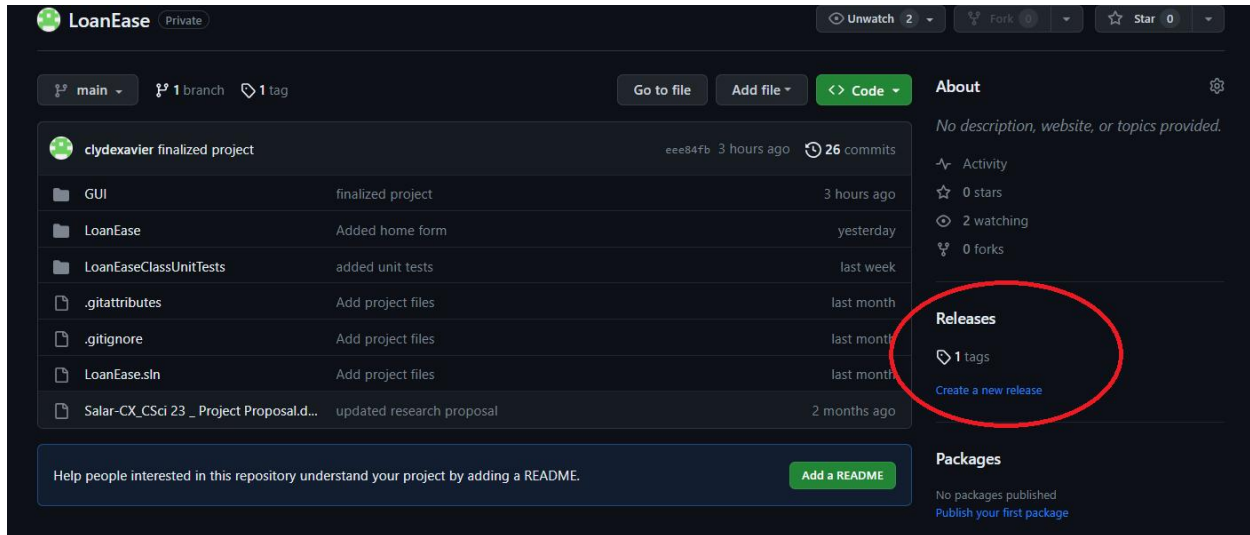 LoanEase Private
Unwatch 2 Fork 0 Star 0
main 1 branch 1 tag Go to file Add file <> Code
clydexavier finalized project eee84fb 3 hours ago 26 commits
GUI finalized project 3 hours ago
LoanEase Added home form yesterday
LoanEaseClassUnitTests added unit tests last week
.gitattributes Add project files last month
.gitignore Add project files last month
LoanEase.sln Add project files last month
Salar-CX_CSci 23 _ Project Proposal.d... updated research proposal 2 months ago
Help people interested in this repository understand your project by adding a README. Add a README
About
No description, website, or topics provided.
Activity
0 stars
2 watching
0 forks
Releases
1 tags
Create a new release
Packages
No packages published
Publish your first package